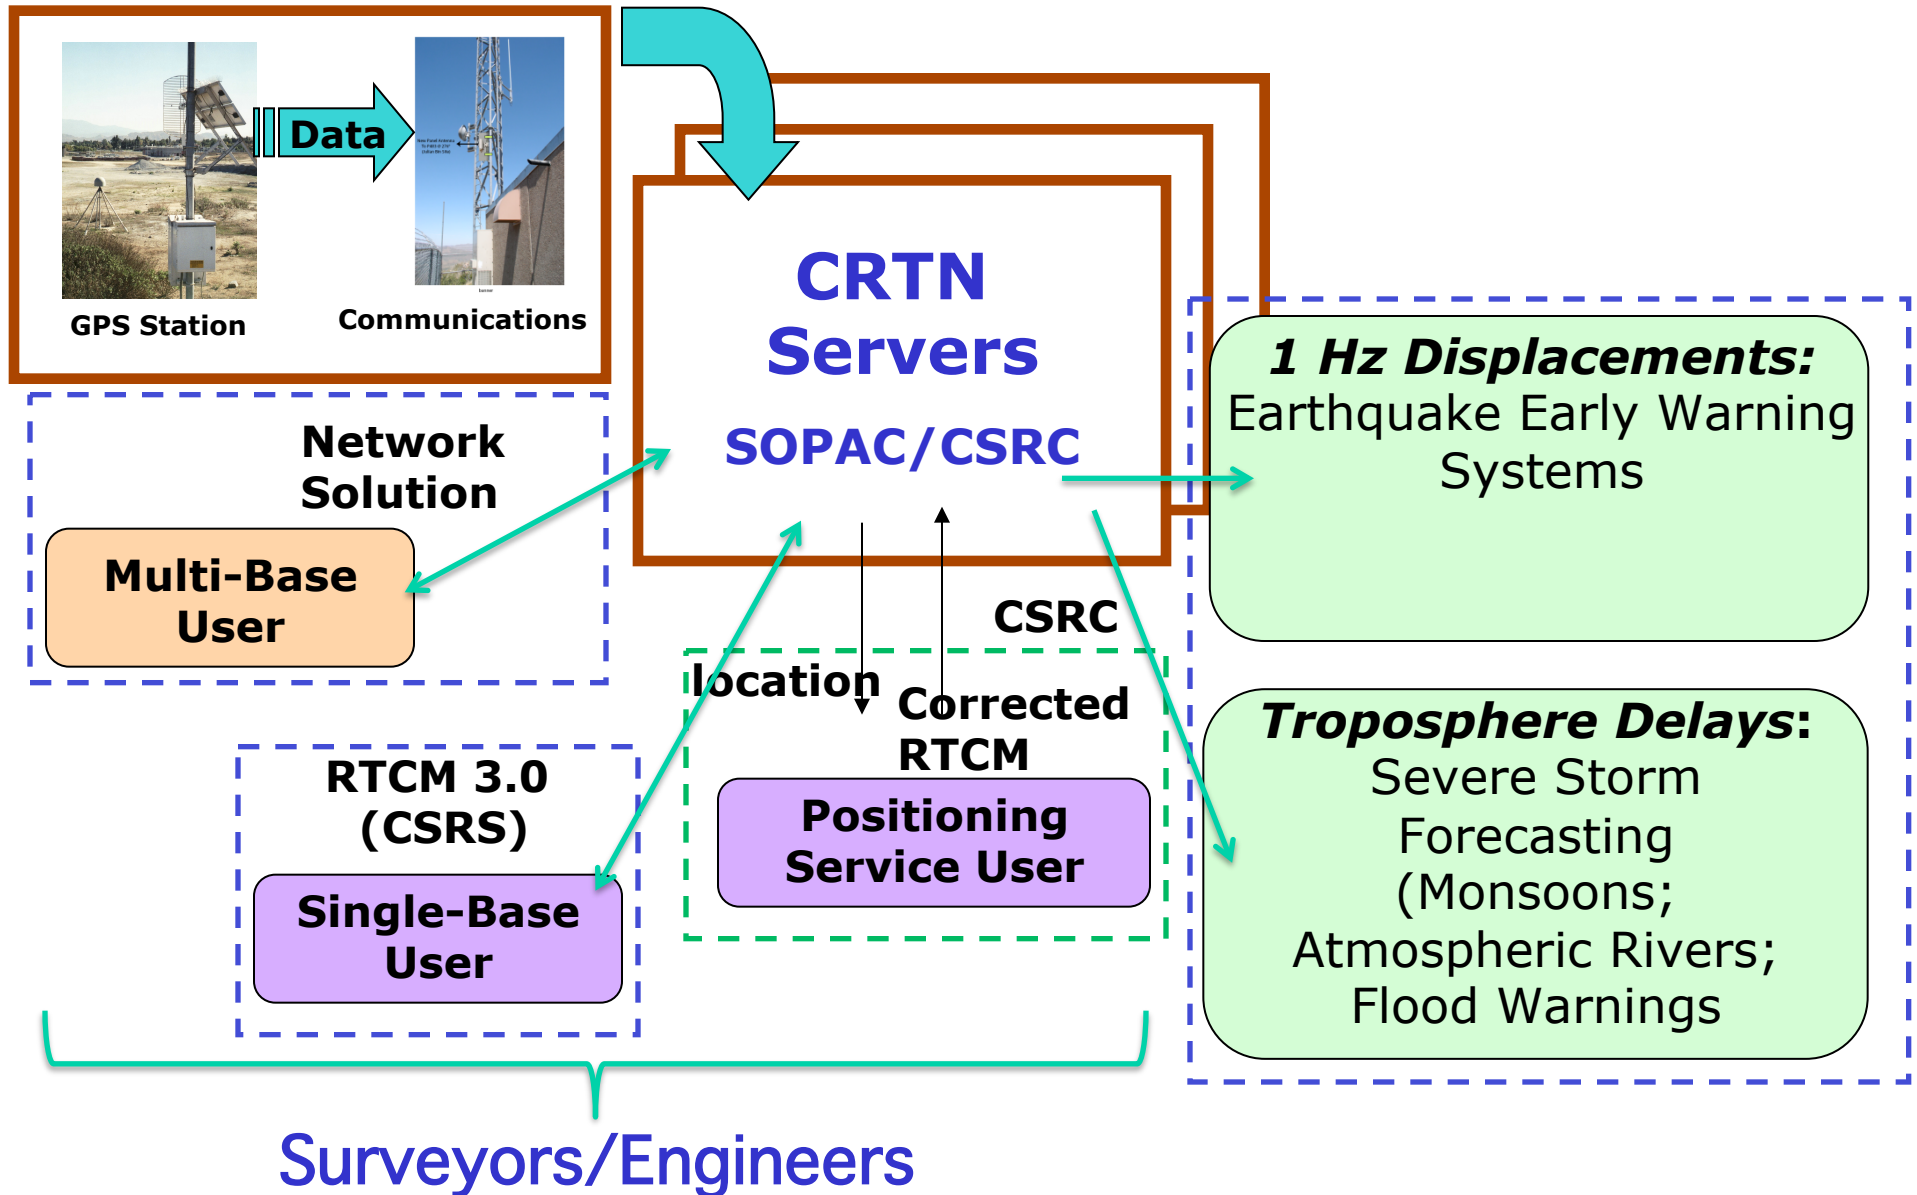 Data
GPS Station
Communications
CRTN
Servers
SOPAC/CSRC
Network
Solution
Multi-Base
User
1 Hz Displacements:
Earthquake Early Warning
Systems
CSRC
location
Corrected
RTCM
Positioning
Service User
RTCM 3.0
(CSRS)
Single-Base
User
Troposphere Delays:
Severe Storm
Forecasting
(Monsoons;
Atmospheric Rivers;
Flood Warnings
Surveyors/Engineers